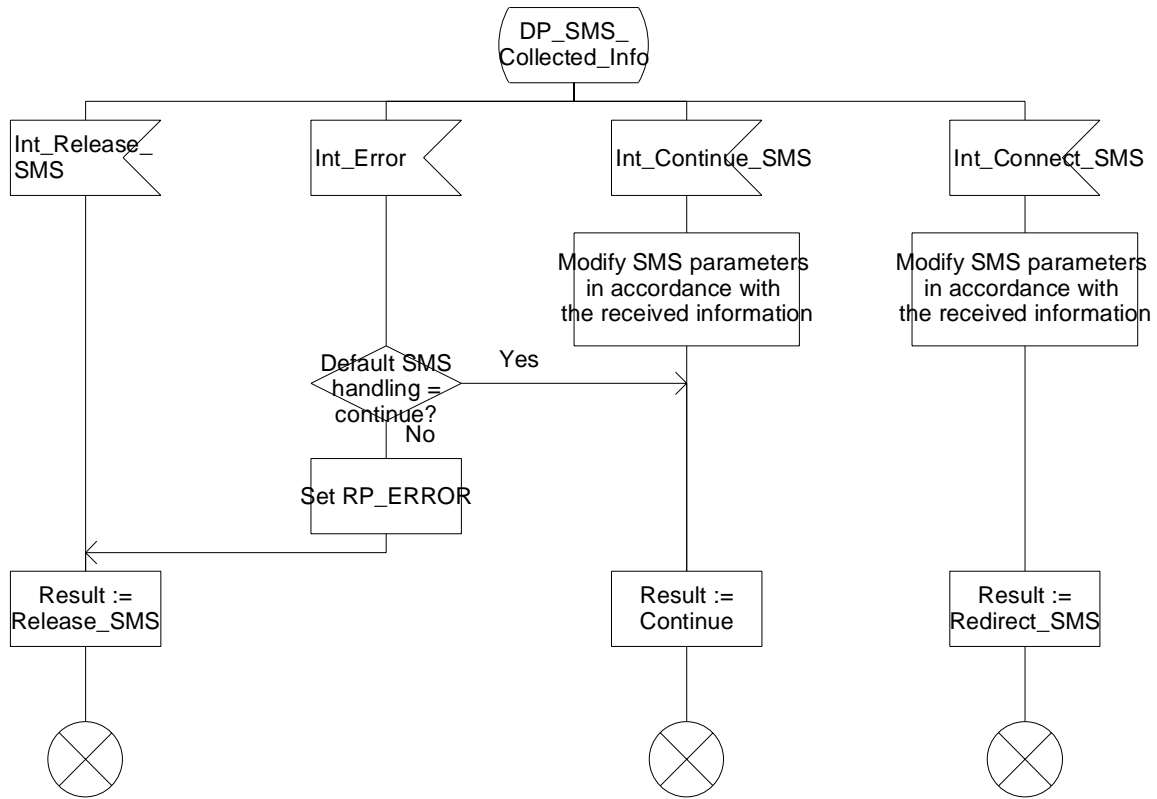 DP_SMS_
Collected_Info
Int_Release_
SMS
Int_Error
Int_Continue_SMS
Int_Connect_SMS
Modify SMS parameters
in accordance with
the received information
Modify SMS parameters
in accordance with
the received information
Default SMS
handling =
continue?
Yes
No
Set RP_ERROR
Result :=
Release_SMS
Result :=
Continue
Result :=
Redirect_SMS